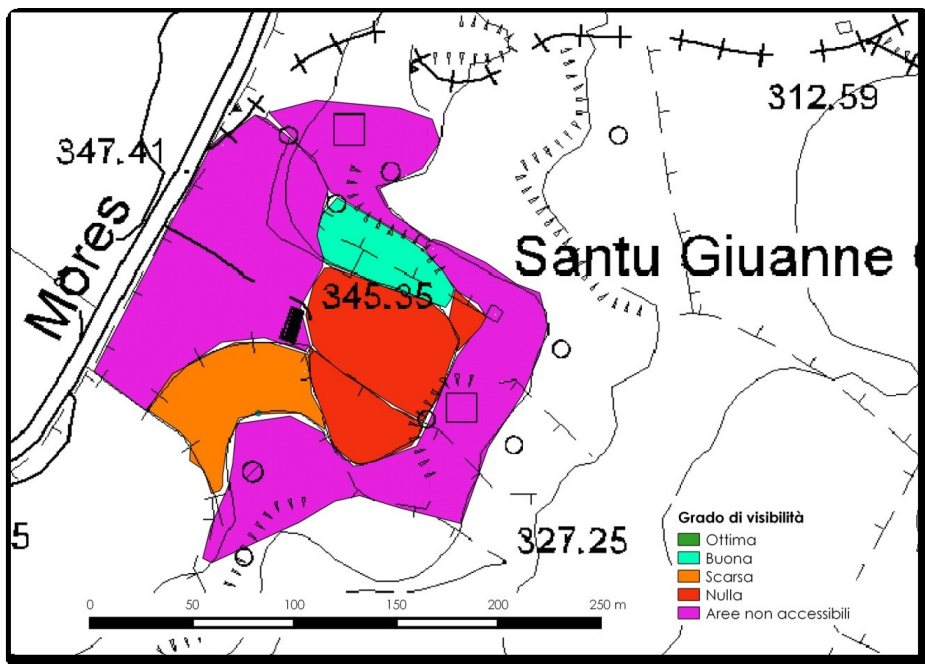 312.59
347.41
Mores
Santu Giuanne
345.35
5
327.25
Grado di visibilità
Ottima
Buona
Scarsa
Nulla
Aree non accessibili
0 50 100 150 200 250 m